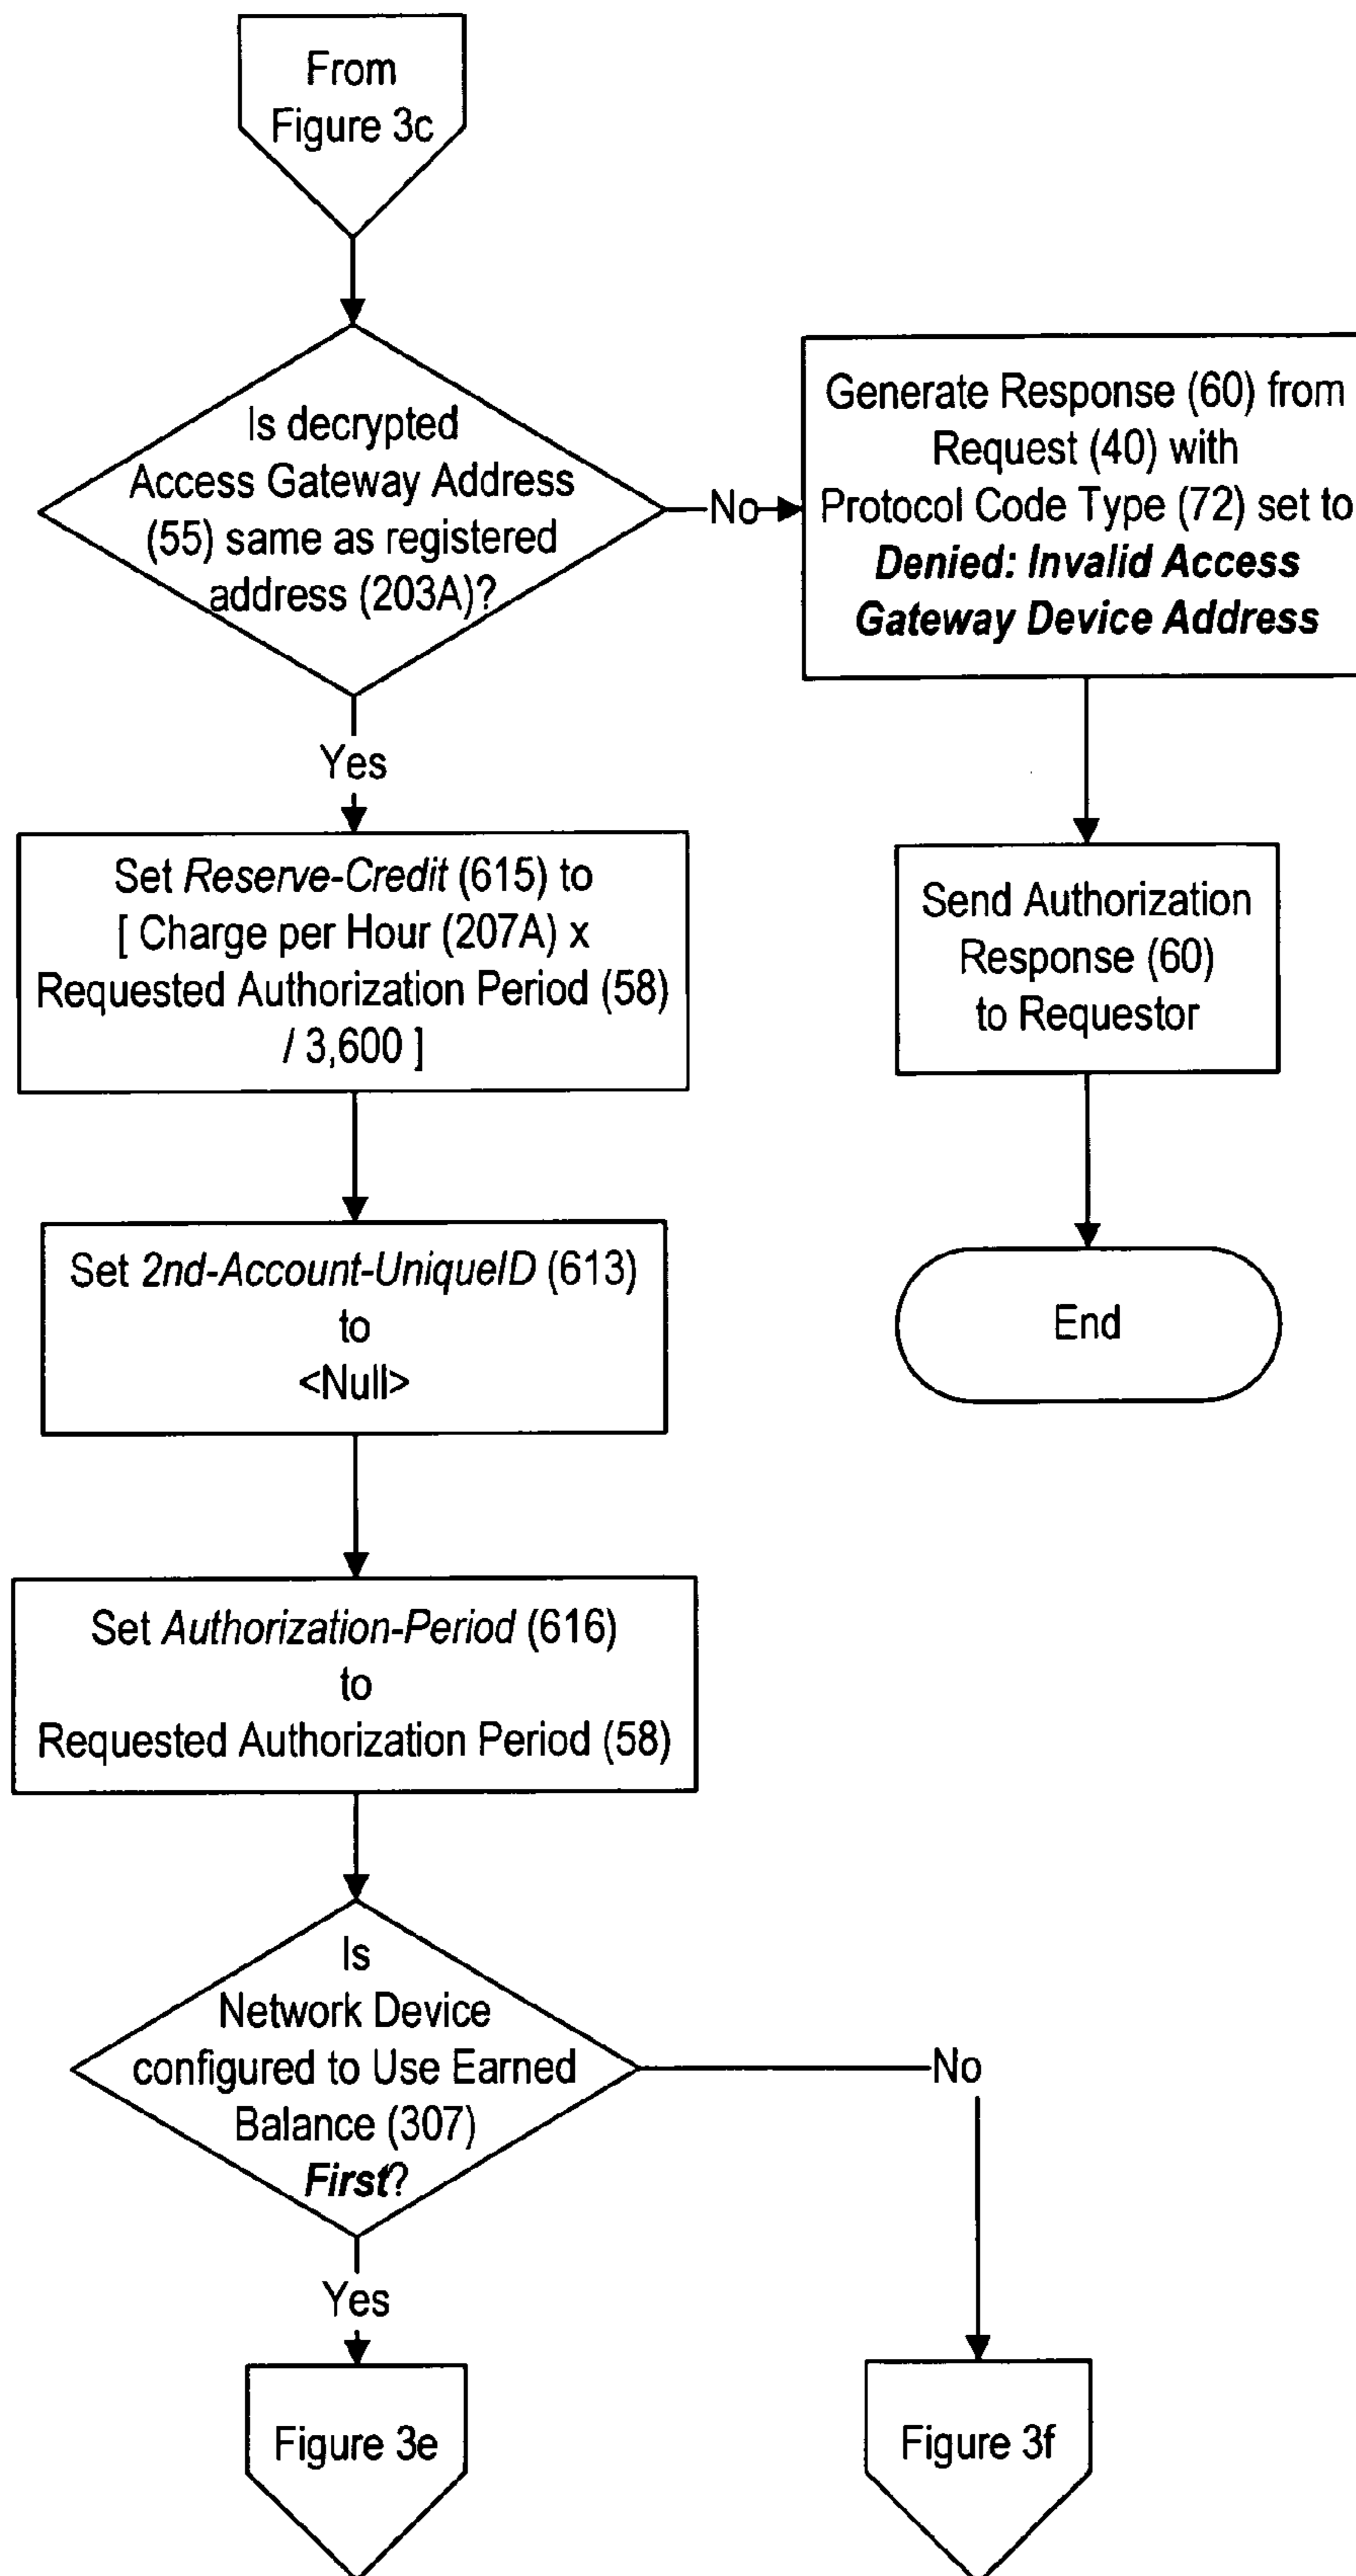 From
Figure 3c
Is decrypted
Access Gateway Address
(55) same as registered
address (203A)?
No
Generate Response (60) from
Request (40) with
Protocol Code Type (72) set to
Denied: Invalid Access
Gateway Device Address
Yes
Set Reserve-Credit (615) to
[ Charge per Hour (207A) x
Requested Authorization Period (58)
/ 3,600 ]
Send Authorization
Response (60)
to Requestor
Set 2nd-Account-UniqueID (613)
to
<Null>
End
Set Authorization-Period (616)
to
Requested Authorization Period (58)
Is
Network Device
configured to Use Earned
Balance (307)
First?
No
Yes
Figure 3e
Figure 3f